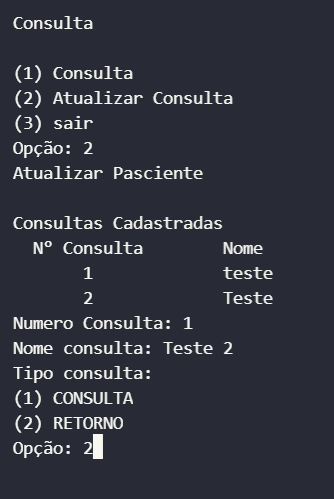 Consulta
(1) Consulta
(2) Atualizar Consulta
(3) sair
Opção: 2
Atualizar Pasciente
Consultas Cadastradas
Nº Consulta Nome
1 teste
2 Teste
Numero Consulta: 1
Nome consulta: Teste 2
Tipo consulta:
(1) CONSULTA
(2) RETORNO
Opção: 2